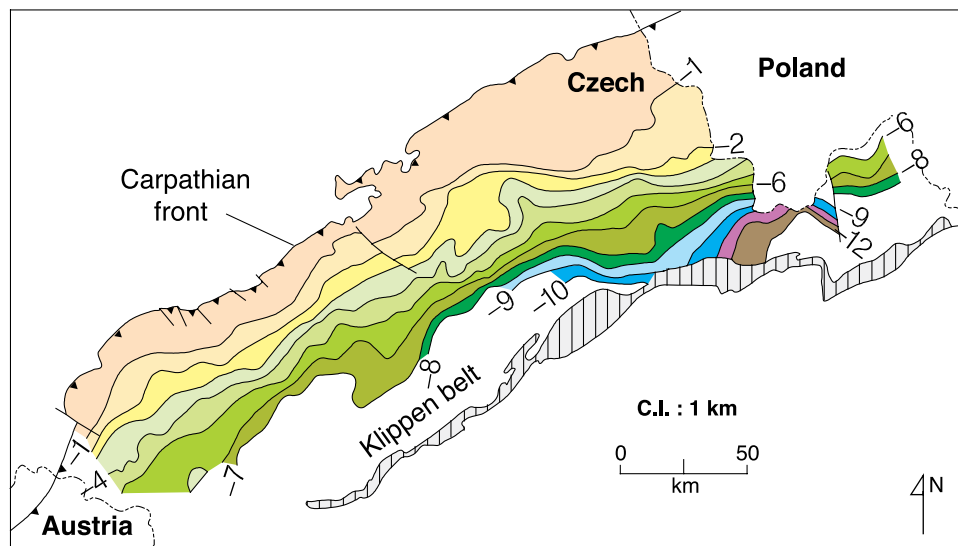 Czech
Poland
–1
–2
–6
–6
–8
–9
–12
Carpathian
front
–9
–10
–8
Klippen belt
C.I. : 1 km
0
50
km
N
–1
–4
–7
Austria